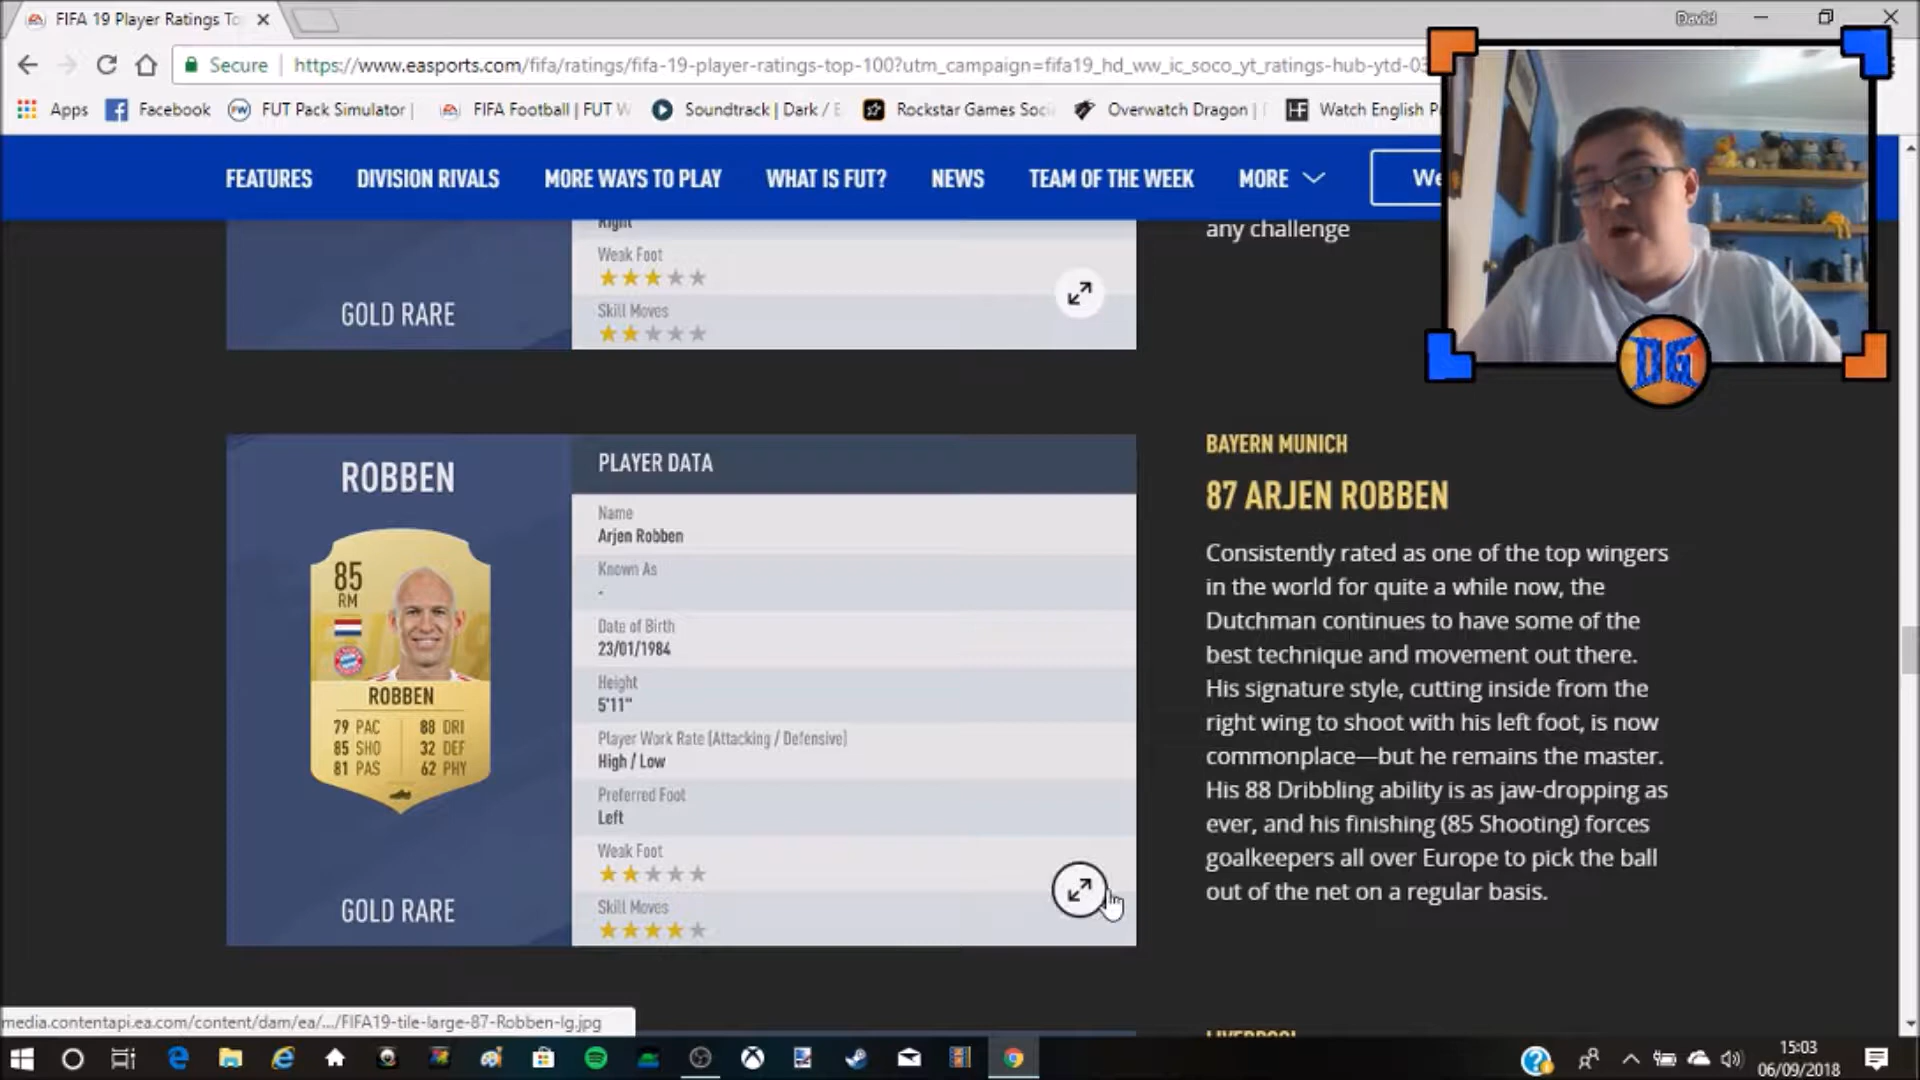 FIFA 19 Player Ratings To
David
Secure
https://www.easports.com/fifa/ratings/fifa-19-player-ratings-top-100?utm_campaign=fifa19_hd_ww_ic_soco_yt_ratings-hub-ytd-03
Apps
Facebook
FUT Pack Simulator |
FIFA Football | FUT W
Soundtrack | Dark / E
Rockstar Games Soci
Overwatch Dragon |
Watch English P
FEATURES
DIVISION RIVALS
MORE WAYS TO PLAY
WHAT IS FUT?
NEWS
TEAM OF THE WEEK
MORE
We
DG
Right
Weak Foot
Skill Moves
GOLD RARE
any challenge
ROBBEN
85
RM
ROBBEN
79 PAC 88 DRI
85 SHO 32 DEF
81 PAS 62 PHY
GOLD RARE
PLAYER DATA
Name
Arjen Robben
Known As
-
Date of Birth
23/01/1984
Height
5'11"
Player Work Rate (Attacking / Defensive)
High / Low
Preferred Foot
Left
Weak Foot
Skill Moves
BAYERN MUNICH
87 ARJEN ROBBEN
Consistently rated as one of the top wingers
in the world for quite a while now, the
Dutchman continues to have some of the
best technique and movement out there.
His signature style, cutting inside from the
right wing to shoot with his left foot, is now
commonplace—but he remains the master.
His 88 Dribbling ability is as jaw-dropping as
ever, and his finishing (85 Shooting) forces
goalkeepers all over Europe to pick the ball
out of the net on a regular basis.
LIVERPOOL
media.contentapi.ea.com/content/dam/ea/.../FIFA19-tile-large-87-Robben-lg.jpg
15:03
06/09/2018